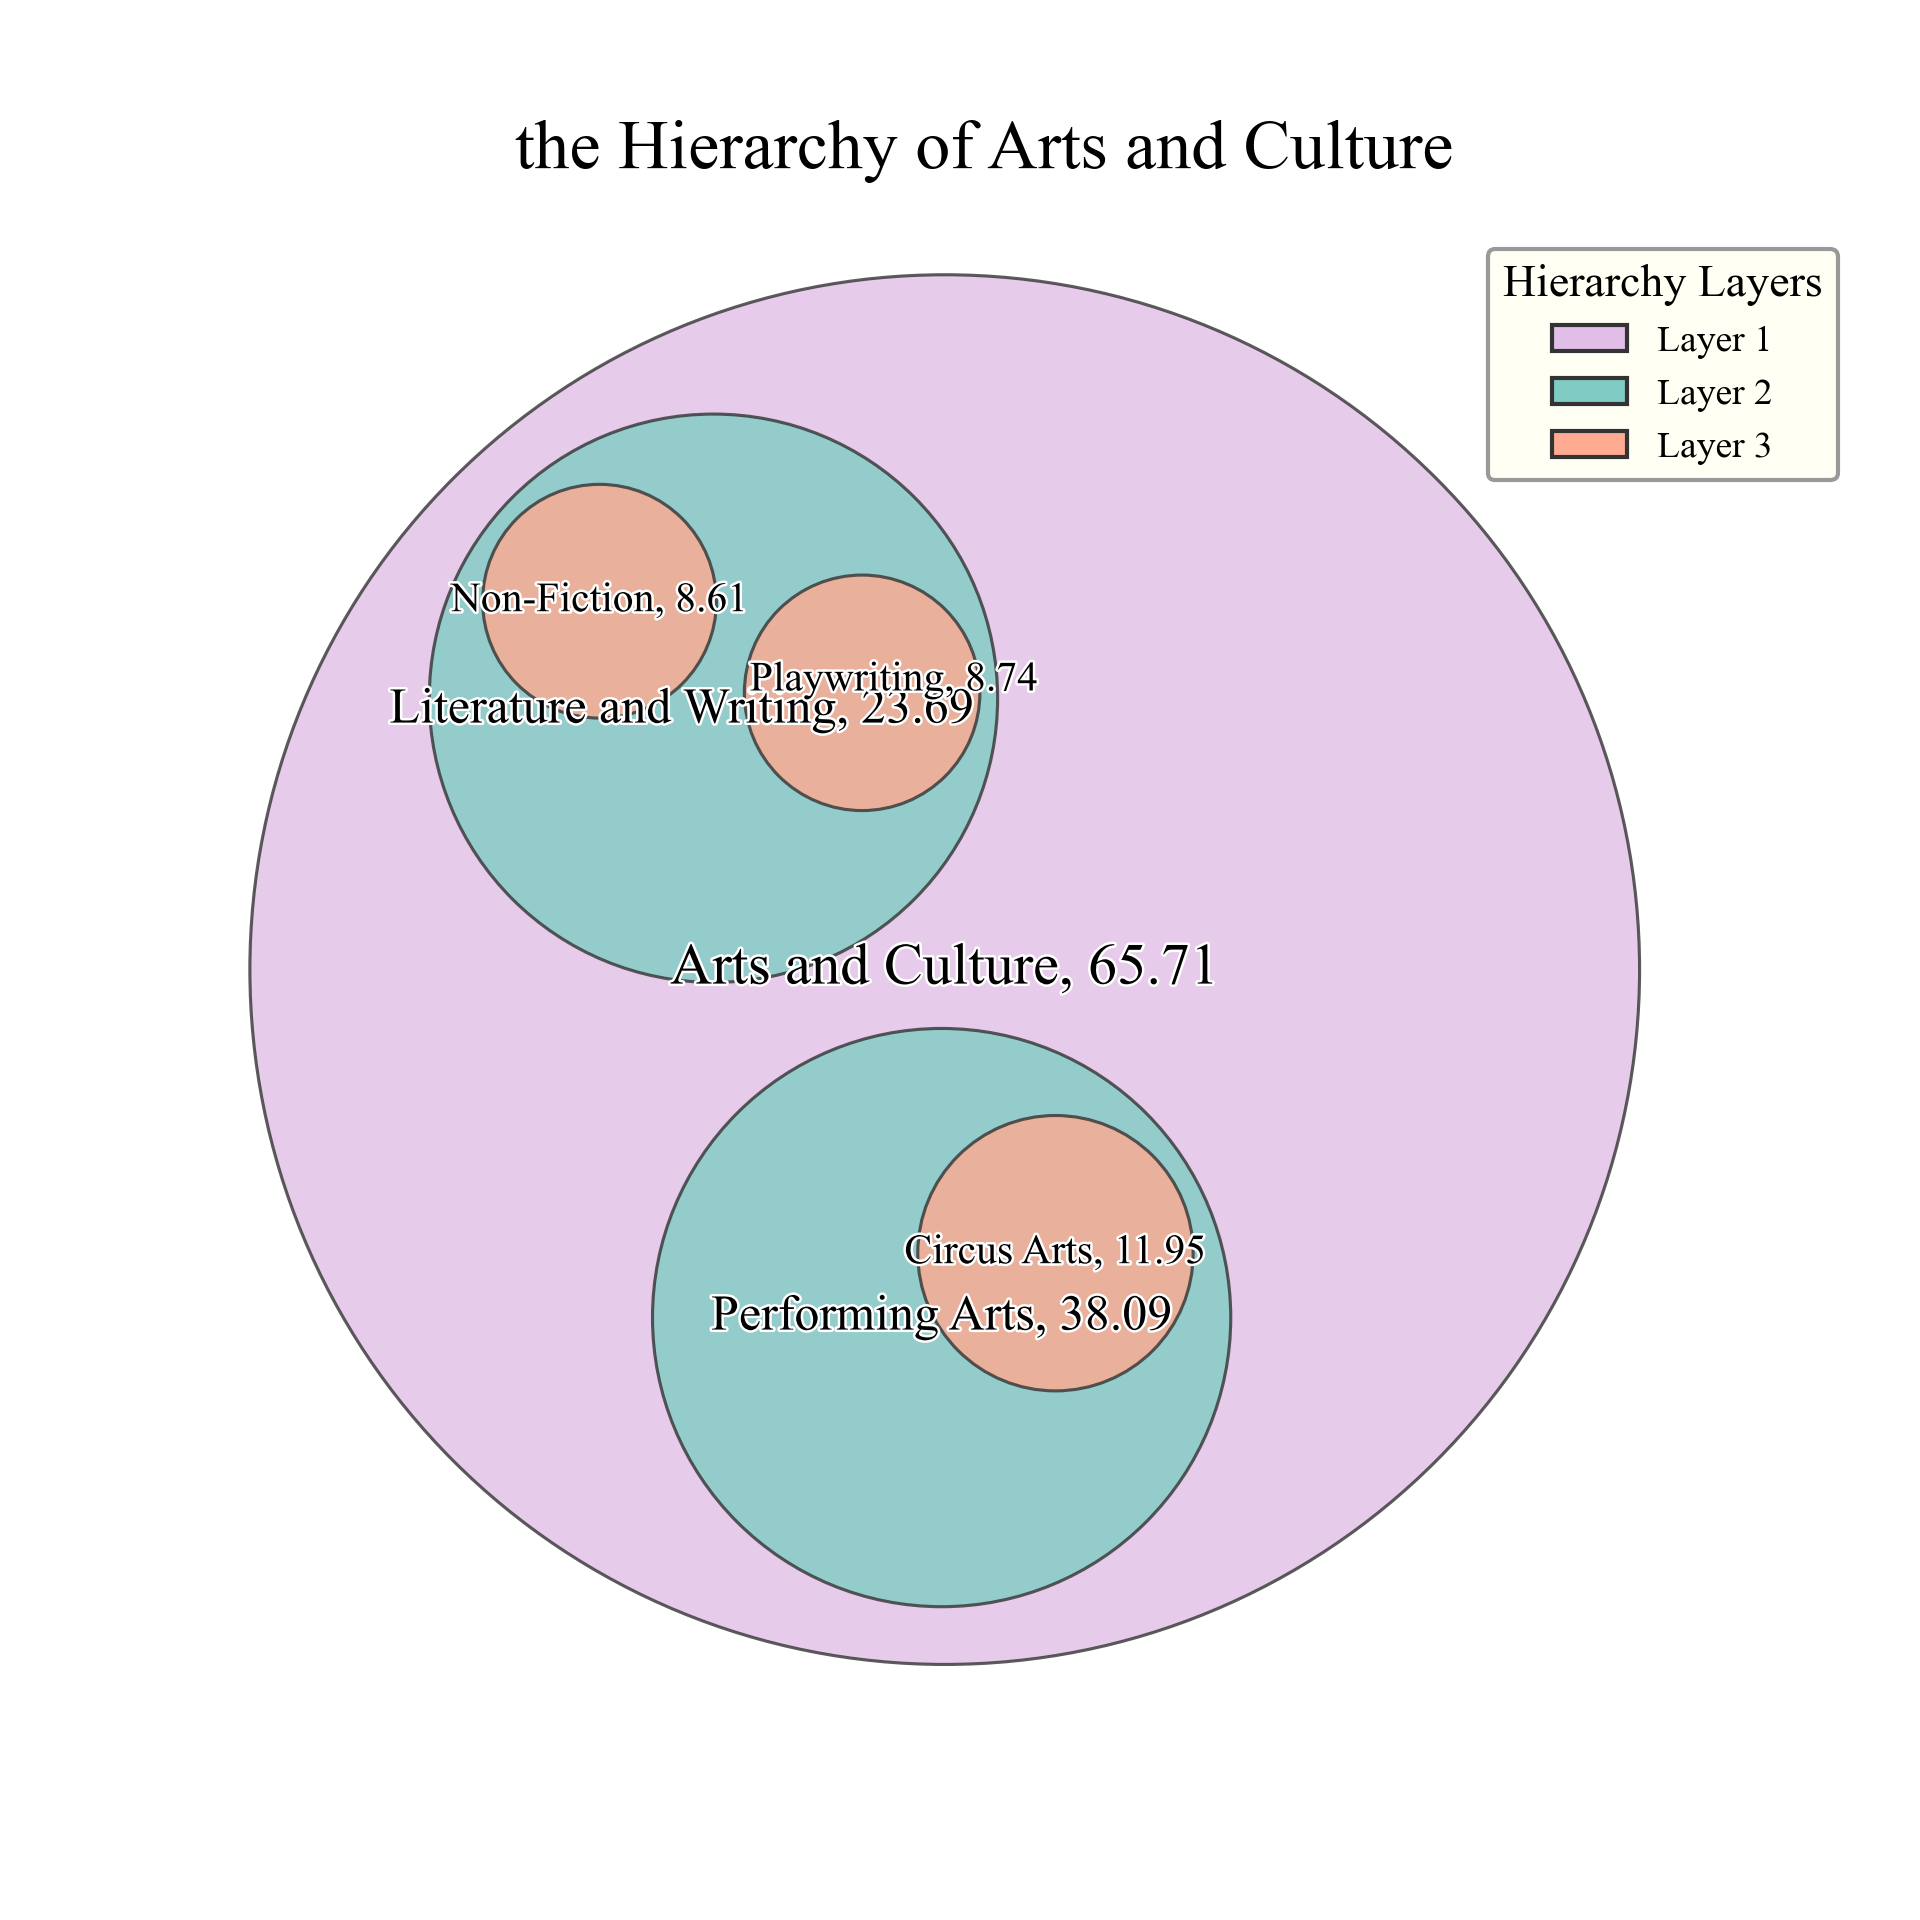 the Hierarchy of Arts and Culture
Hierarchy Layers
Layer 1
Layer 2
Layer 3
Non-Fiction, 8.61
Playwriting, 8.74
Literature and Writing, 23.69
Arts and Culture, 65.71
Circus Arts, 11.95
Performing Arts, 38.09